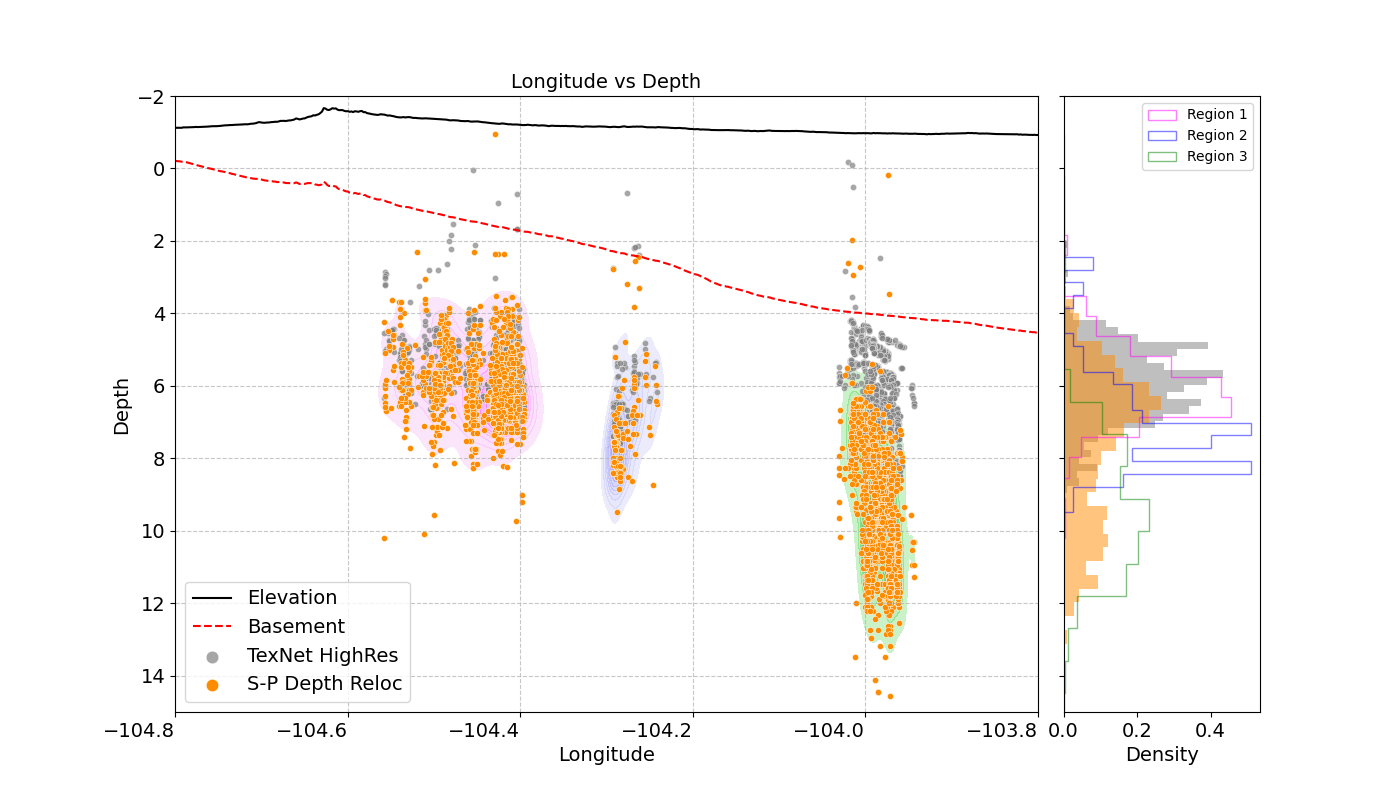 Longitude vs Depth
−2
0
2
4
6
8
10
12
14
Depth
Elevation
Basement
TexNet HighRes
S-P Depth Reloc
−104.8
−104.6
−104.4
−104.2
−104.0
−103.8
Longitude
Region 1
Region 2
Region 3
0.0
0.2
0.4
Density